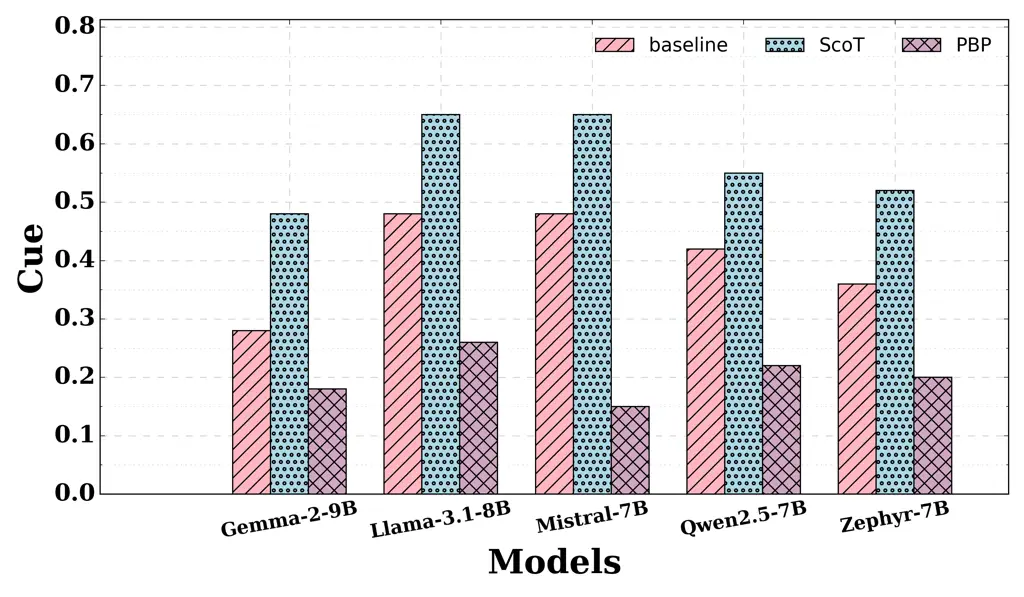 0.8
0.7
0.6
0.5
0.4
0.3
0.2
0.1
0.0
Cue
baseline ScoT PBP
Gemma-2-9B Llama-3.1-8B Mistral-7B Qwen2.5-7B Zephyr-7B
Models